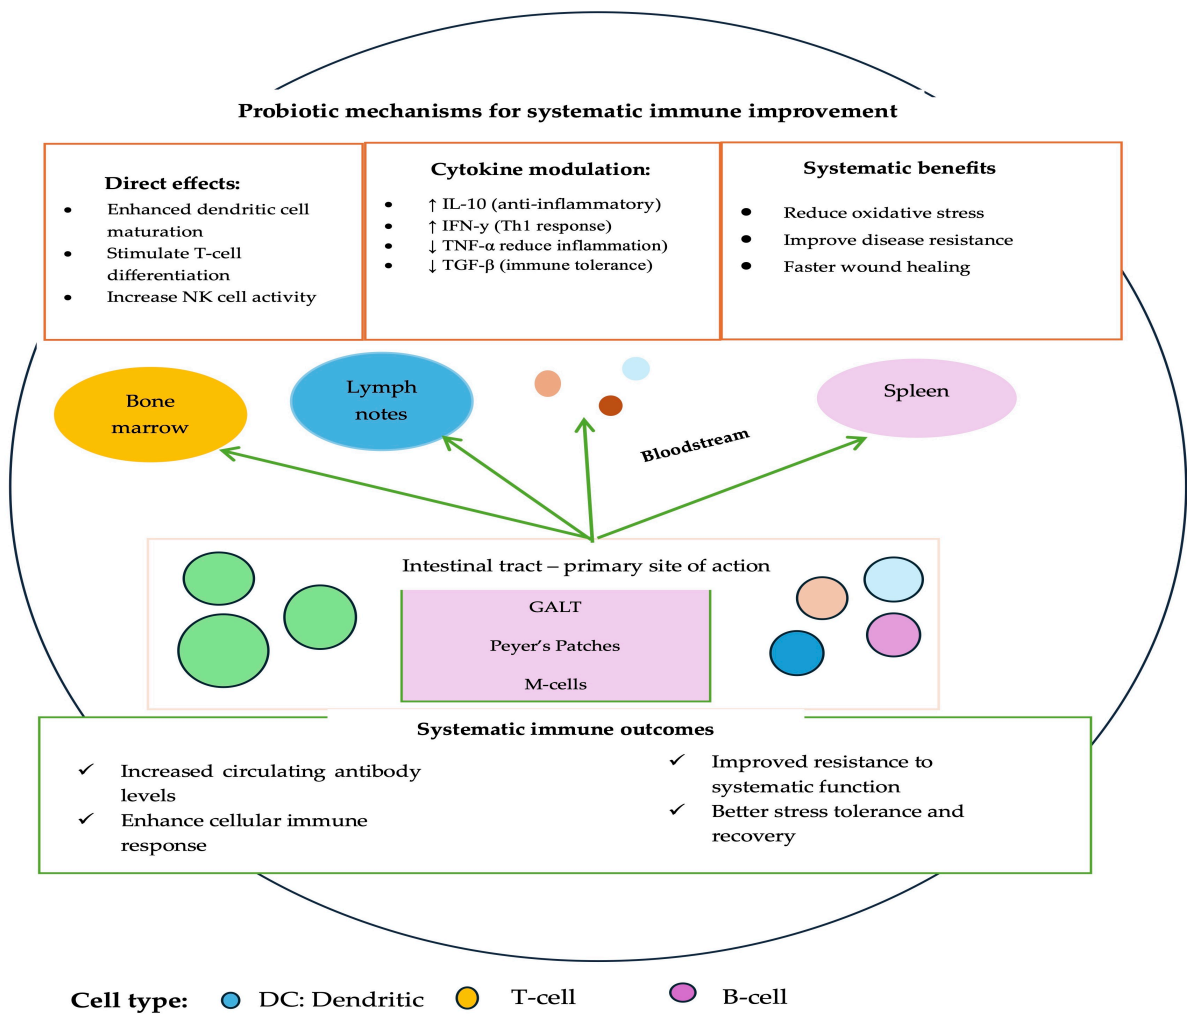 Probiotic mechanisms for systematic immune improvement
Direct effects:
• Enhanced dendritic cell
maturation
• Stimulate T-cell
differentiation
• Increase NK cell activity
Cytokine modulation:
• ↑ IL-10 (anti-inflammatory)
• ↑ IFN-y (Th1 response)
• ↓ TNF-α reduce inflammation)
• ↓ TGF-β (immune tolerance)
Systematic benefits
• Reduce oxidative stress
• Improve disease resistance
• Faster wound healing
Bone
marrow
Lymph
notes
Bloodstream
Spleen
Intestinal tract – primary site of action
GALT
Peyer’s Patches
M-cells
Systematic immune outcomes
✓ Increased circulating antibody
levels
✓ Enhance cellular immune
response
✓ Improved resistance to
systematic function
✓ Better stress tolerance and
recovery
Cell type: DC: Dendritic T-cell B-cell